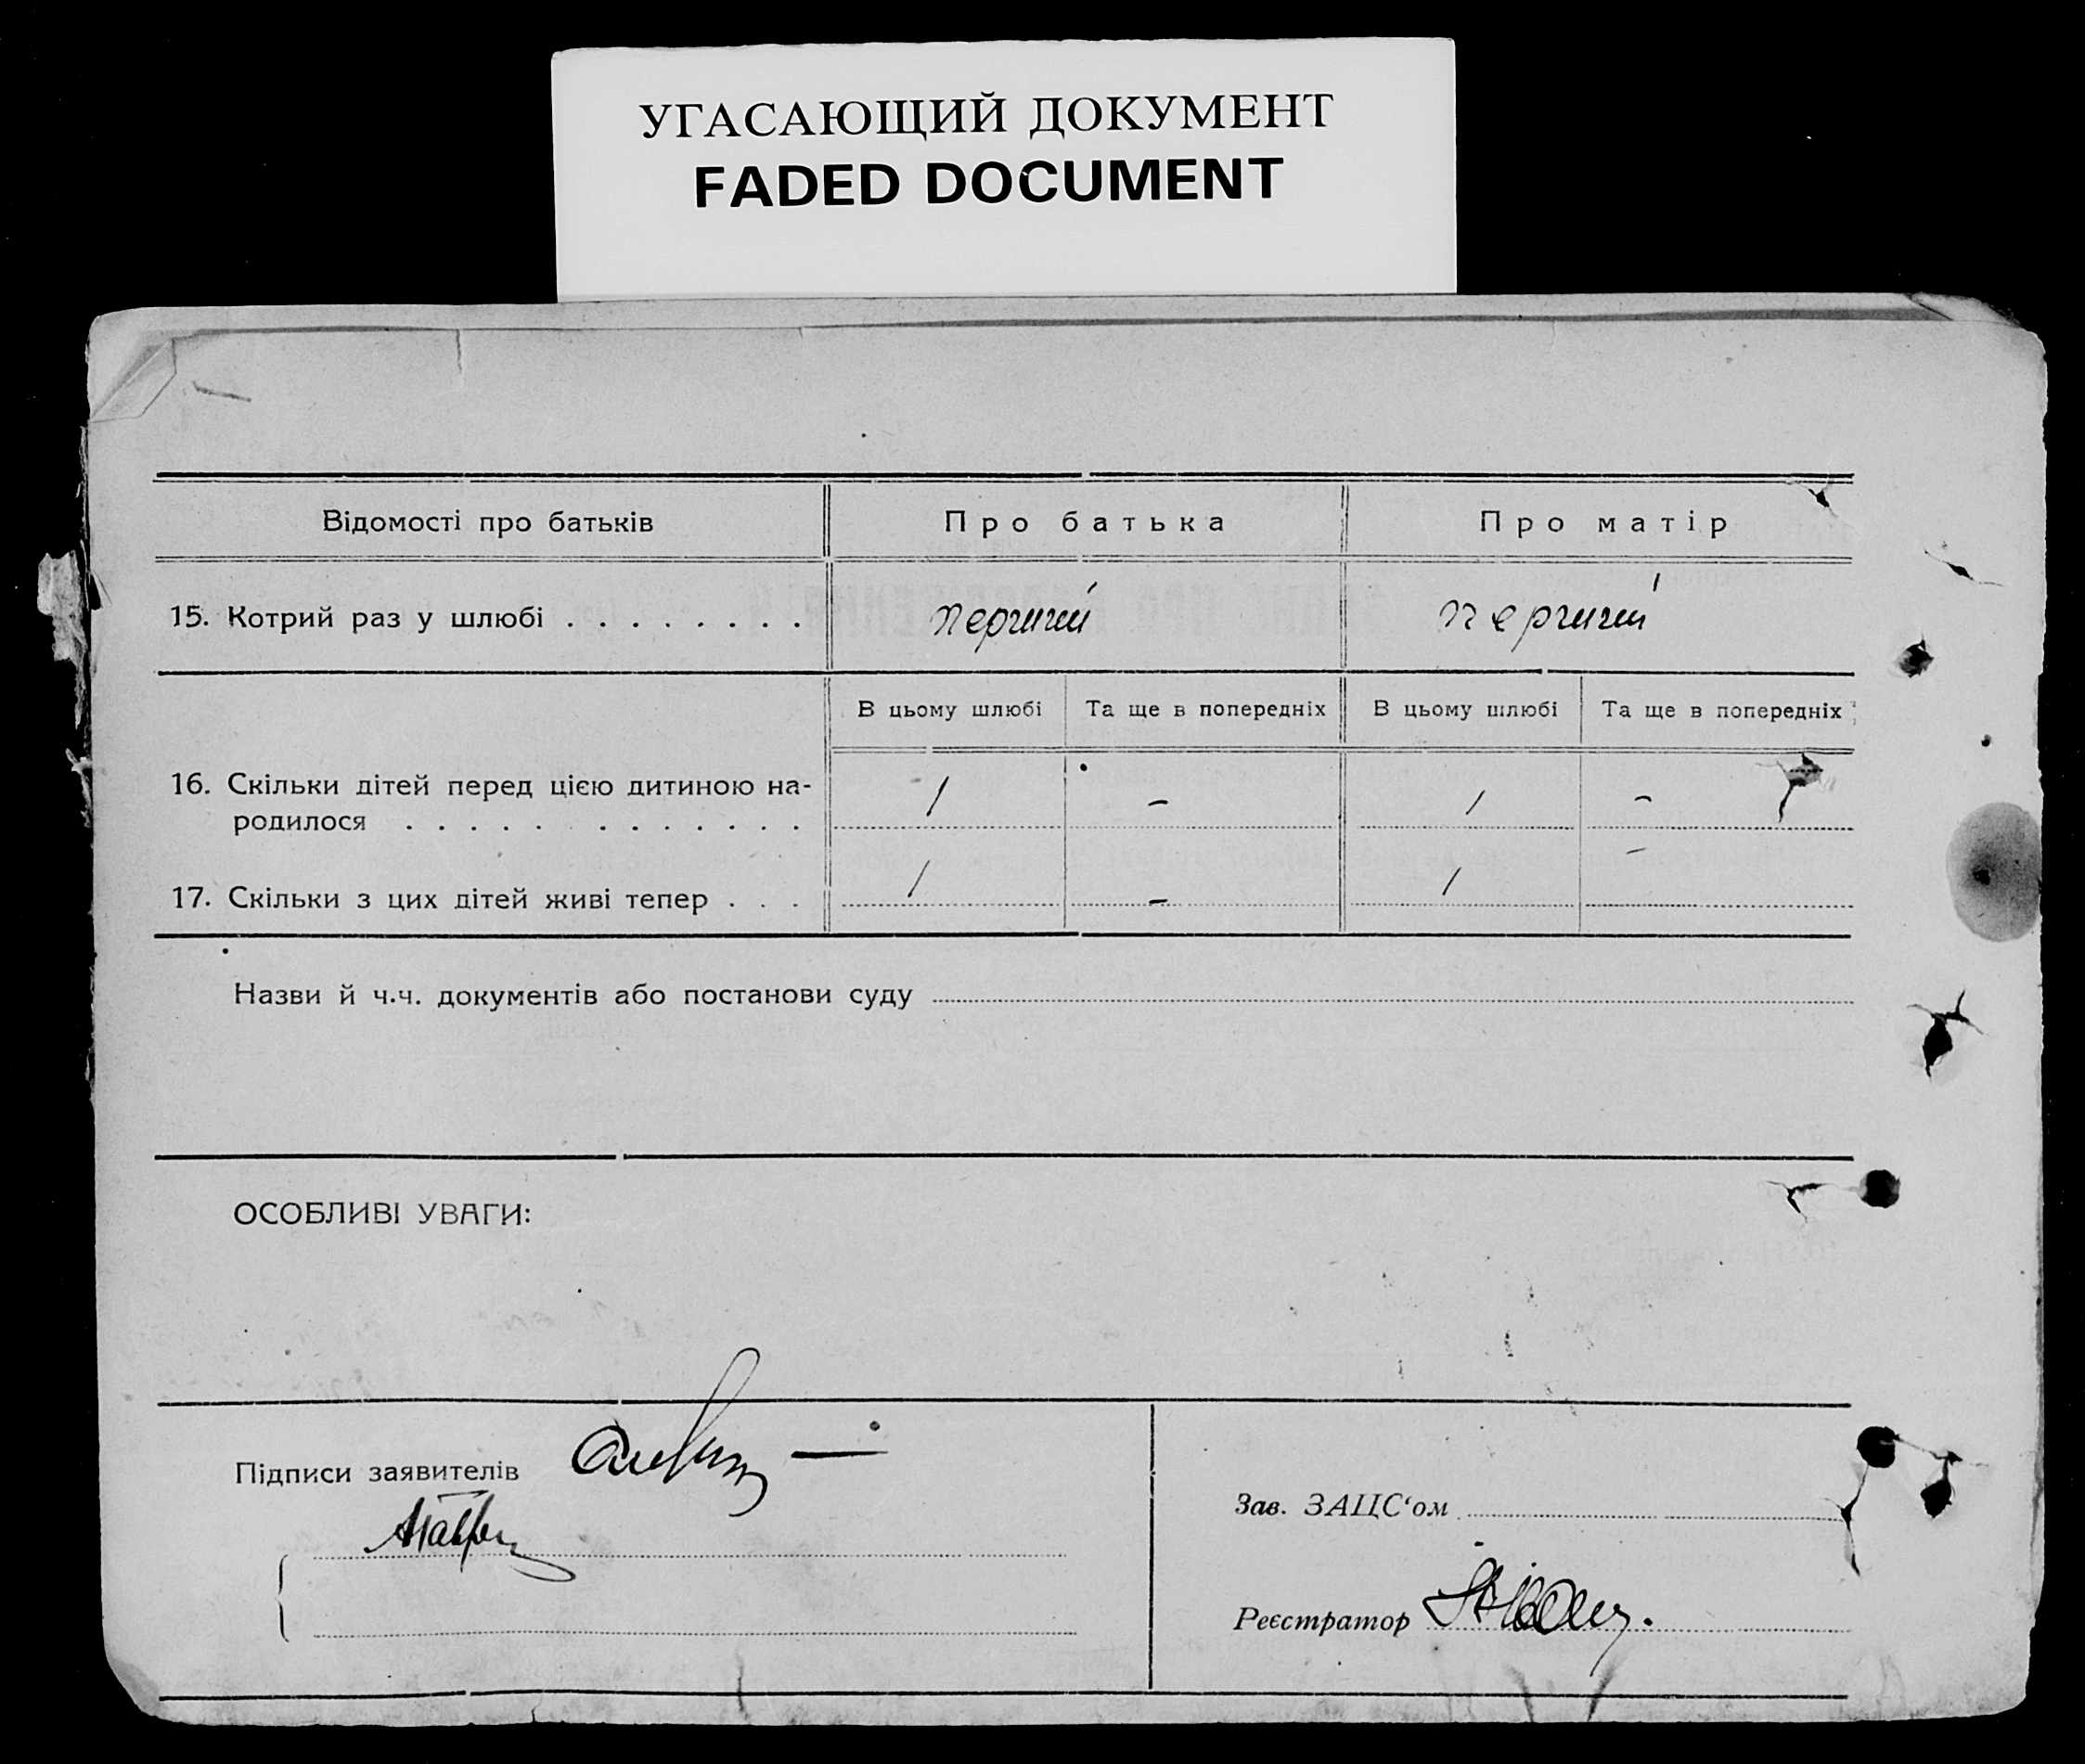 УГАСАЮЩИЙ ДОКУМЕНТ
FADED DOCUMENT
Відомості про батьків Про батька Про матір
15. Котрий раз у шлюбі . . . . . . . . перший перший
В цьому шлюбі Та ще в попередніх В цьому шлюбі Та ще в попередніх
16. Скільки дітей перед цією дитиною на-
родилося . . . . . . . . . . . . 1 – 1 –
17. Скільки з цих дітей живі тепер . . . 1 – 1 –
Назви й ч.ч. документів або постанови суду
ОСОБЛИВІ УВАГИ:
Підписи заявителів
Зав. ЗАЦС‘ом
Реєстратор